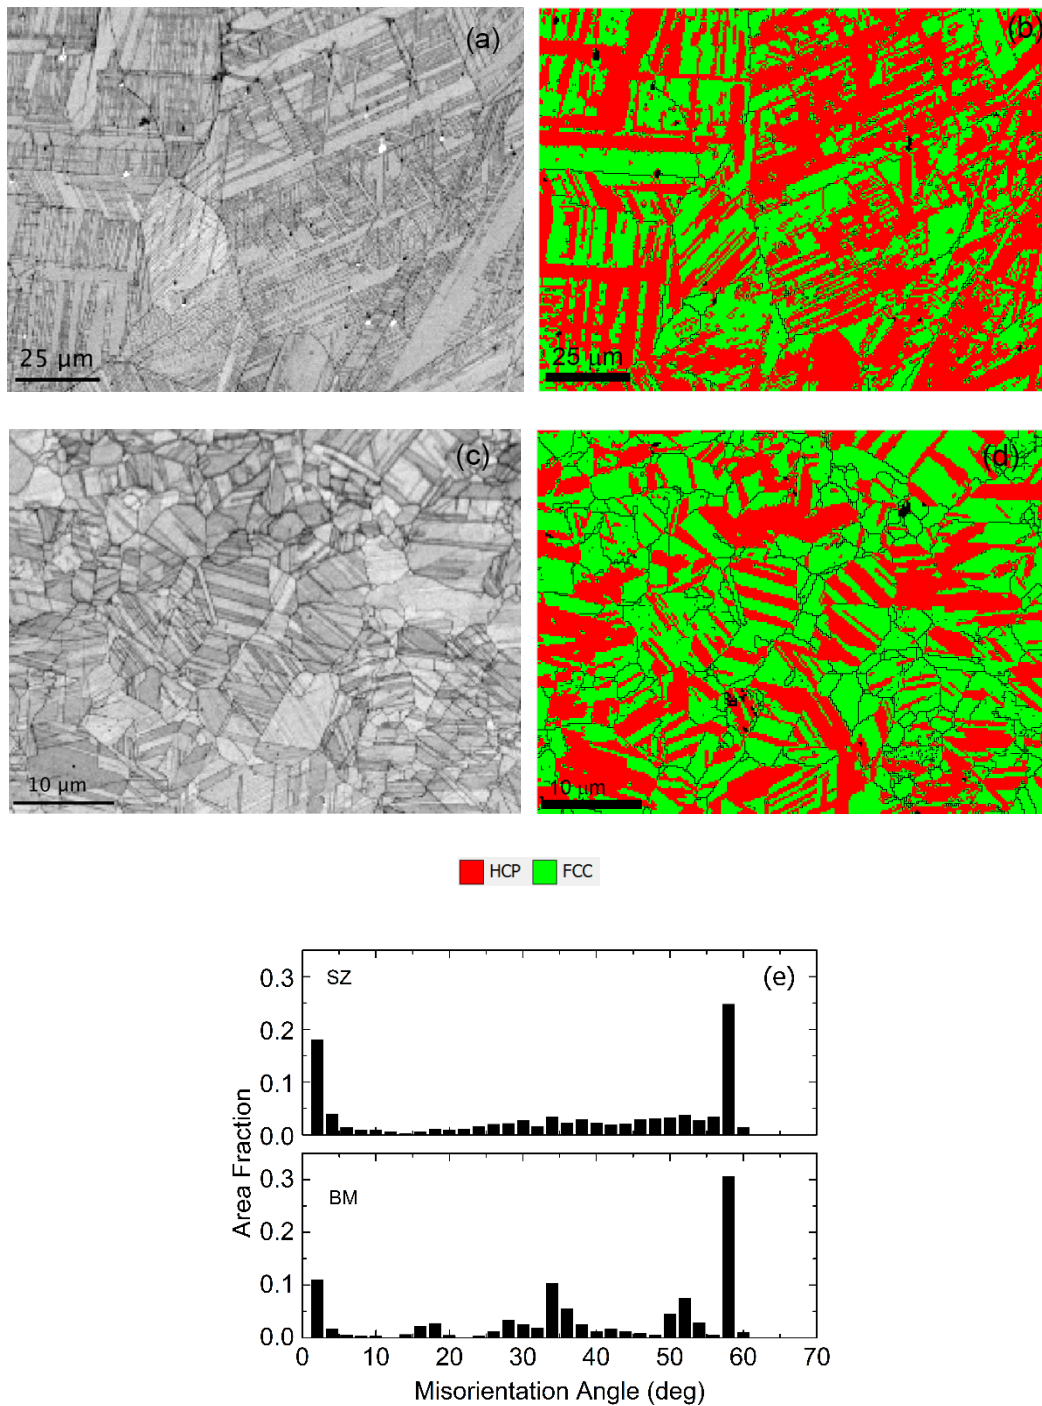 (a)
(b)
25 μm
25 μm
(c)
(d)
10 μm
10 μm
HCP FCC
0.3
SZ
(e)
0.2
0.1
0.0
0.3
BM
0.2
0.1
0.0
Area Fraction
0 10 20 30 40 50 60 70
Misorientation Angle (deg)